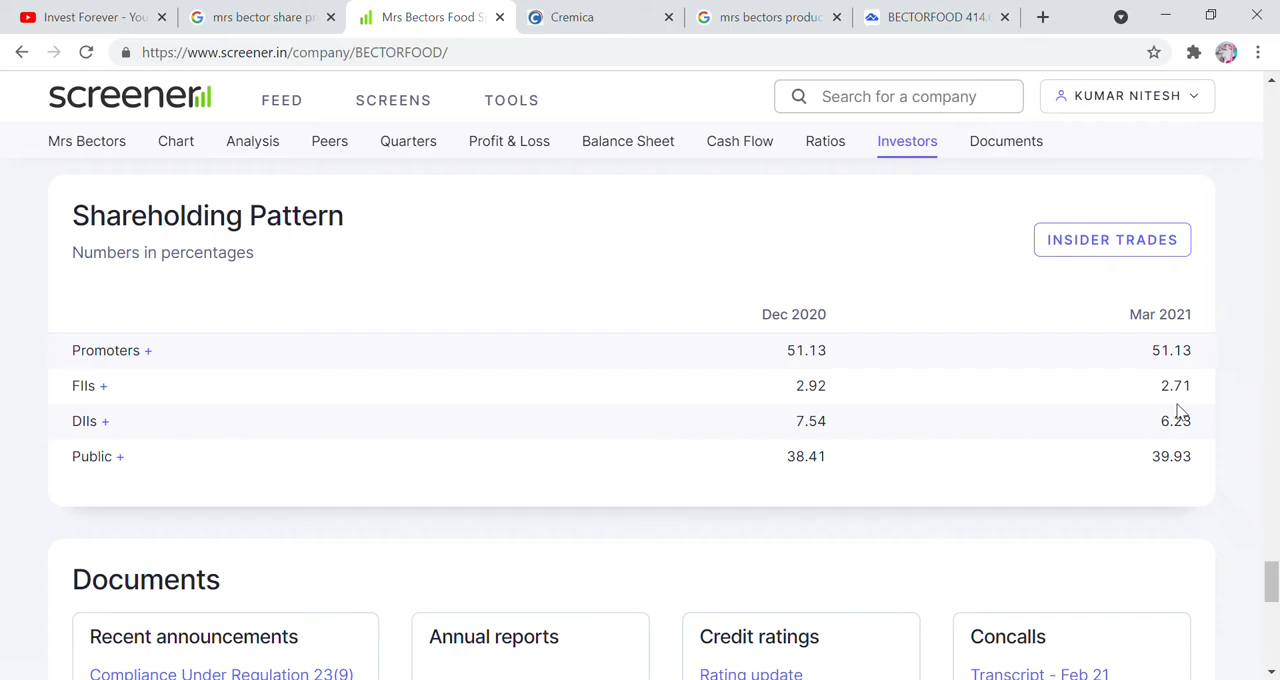 Invest Forever - You
mrs bector share pr
Mrs Bectors Food S
Cremica
mrs bectors produc
BECTORFOOD 414.
https://www.screener.in/company/BECTORFOOD/
screener
FEED
SCREENS
TOOLS
Search for a company
KUMAR NITESH
Mrs Bectors
Chart
Analysis
Peers
Quarters
Profit & Loss
Balance Sheet
Cash Flow
Ratios
Investors
Documents
Shareholding Pattern
Numbers in percentages
INSIDER TRADES
Dec 2020 Mar 2021
Promoters + 51.13 51.13
FIIs + 2.92 2.71
DIIs + 7.54 6.23
Public + 38.41 39.93
Documents
Recent announcements
Annual reports
Credit ratings
Concalls
Compliance Under Regulation 23(9)
Rating update
Transcript - Feb 21